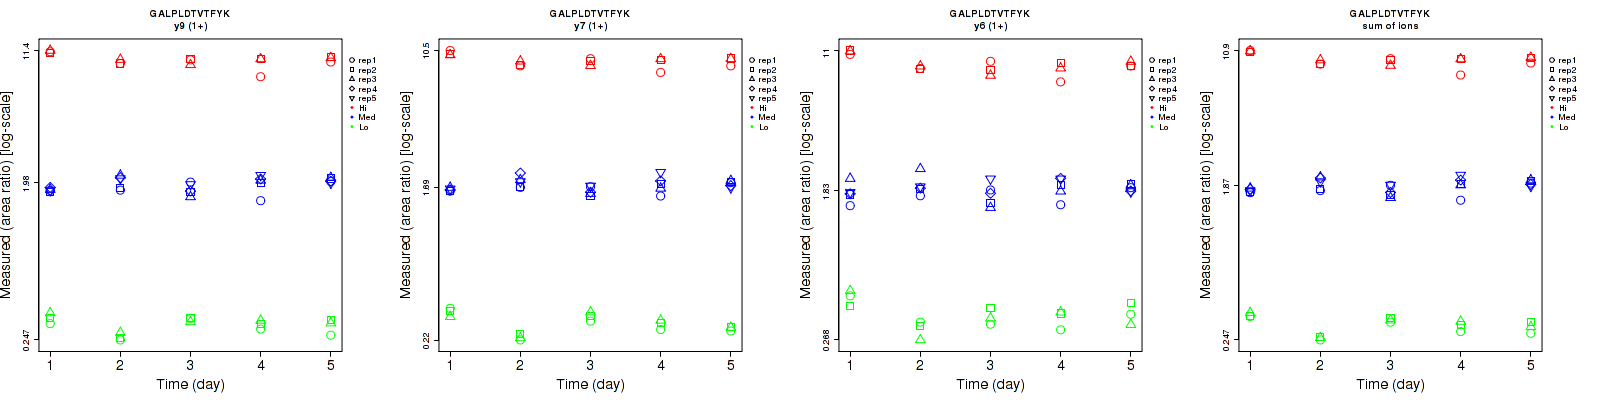 GALPLDTVTFYK
y9 (1+)
Measured (area ratio) [log-scale]
11.4
1.98
0.247
1 2 3 4 5
Time (day)
rep1
rep2
rep3
rep4
rep5
Hi
Med
Lo
GALPLDTVTFYK
y7 (1+)
Measured (area ratio) [log-scale]
10.5
1.89
0.22
1 2 3 4 5
Time (day)
rep1
rep2
rep3
rep4
rep5
Hi
Med
Lo
GALPLDTVTFYK
y6 (1+)
Measured (area ratio) [log-scale]
11
1.83
0.268
1 2 3 4 5
Time (day)
rep1
rep2
rep3
rep4
rep5
Hi
Med
Lo
GALPLDTVTFYK
sum of ions
Measured (area ratio) [log-scale]
10.9
1.87
0.247
1 2 3 4 5
Time (day)
rep1
rep2
rep3
rep4
rep5
Hi
Med
Lo